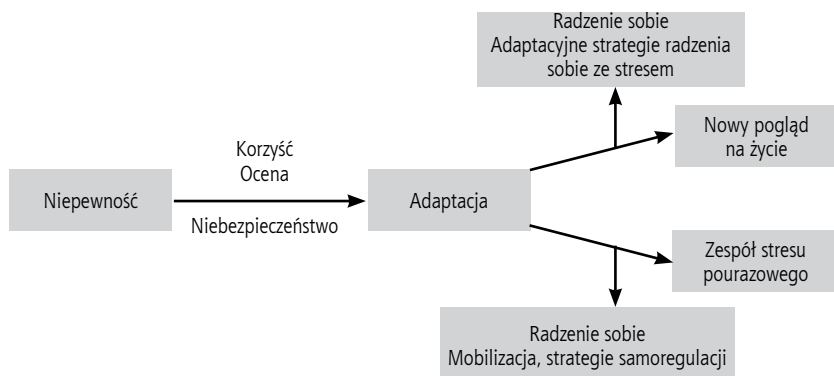 Radzenie sobie
Adaptacyjne strategie radzenia
sobie ze stresem
Nowy pogląd
na życie
Korzyść
Ocena
Niepewność
Niebezpieczeństwo
Adaptacja
Zespół stresu
pourazowego
Radzenie sobie
Mobilizacja, strategie samoregulacji